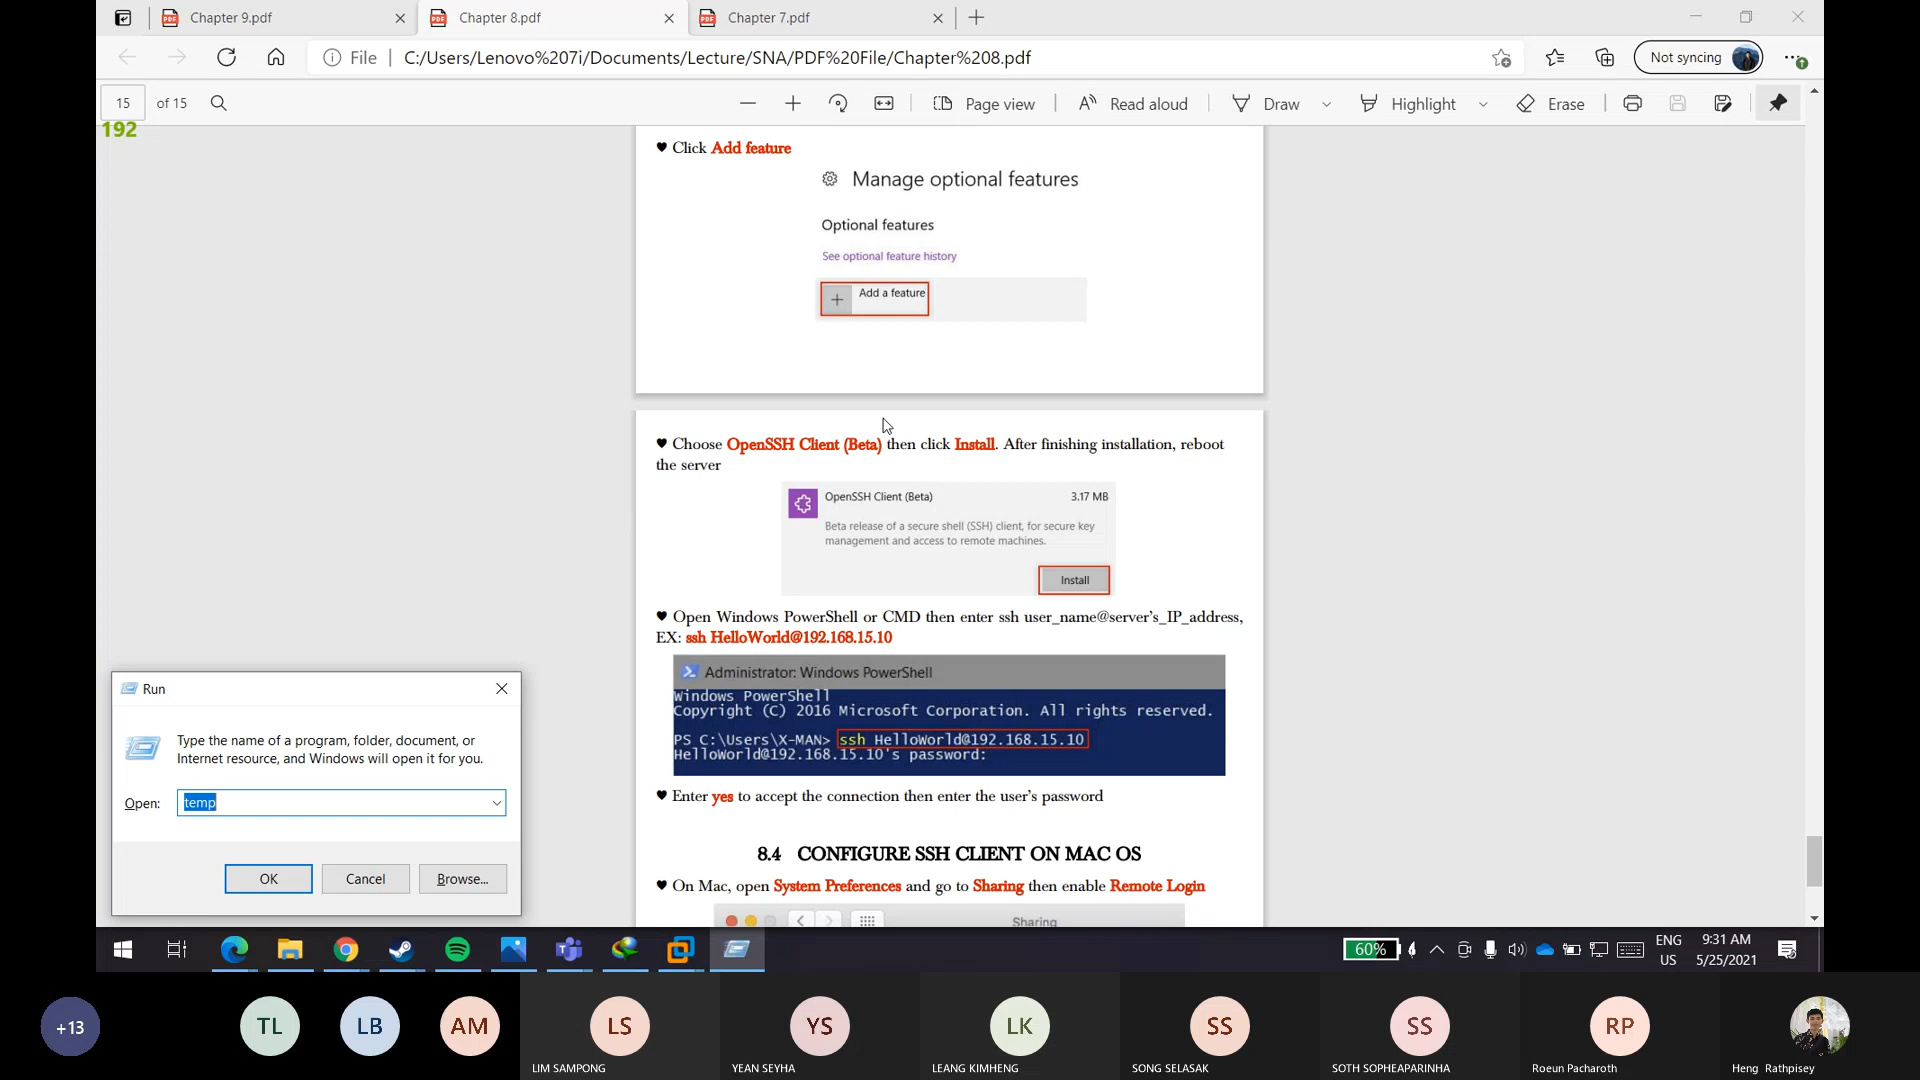 Chapter 9.pdf
Chapter 8.pdf
Chapter 7.pdf
File
C:/Users/Lenovo%207i/Documents/Lecture/SNA/PDF%20File/Chapter%208.pdf
Not syncing
15 of 15
Page view
Read aloud
Draw
Highlight
Erase
192
♥ Click Add feature
Manage optional features
Optional features
See optional feature history
+ Add a feature
♥ Choose OpenSSH Client (Beta) then click Install. After finishing installation, reboot
the server
OpenSSH Client (Beta) 3.17 MB
Beta release of a secure shell (SSH) client, for secure key
management and access to remote machines.
Install
♥ Open Windows PowerShell or CMD then enter ssh user_name@server's_IP_address,
EX: ssh HelloWorld@192.168.15.10
Administrator: Windows PowerShell
Windows PowerShell
Copyright (C) 2016 Microsoft Corporation. All rights reserved.
PS C:\Users\X-MAN> ssh HelloWorld@192.168.15.10
HelloWorld@192.168.15.10's password:
♥ Enter yes to accept the connection then enter the user's password
8.4 CONFIGURE SSH CLIENT ON MAC OS
♥ On Mac, open System Preferences and go to Sharing then enable Remote Login
Sharing
Run
Type the name of a program, folder, document, or
Internet resource, and Windows will open it for you.
Open: temp
OK
Cancel
Browse...
60%
ENG
US
9:31 AM
5/25/2021
+13
TL
LB
AM
LS
YS
LK
SS
SS
RP
LIM SAMPONG
YEAN SEYHA
LEANG KIMHENG
SONG SELASAK
SOTH SOPHEAPARINHA
Roeun Pacharoth
Heng Rathpisey